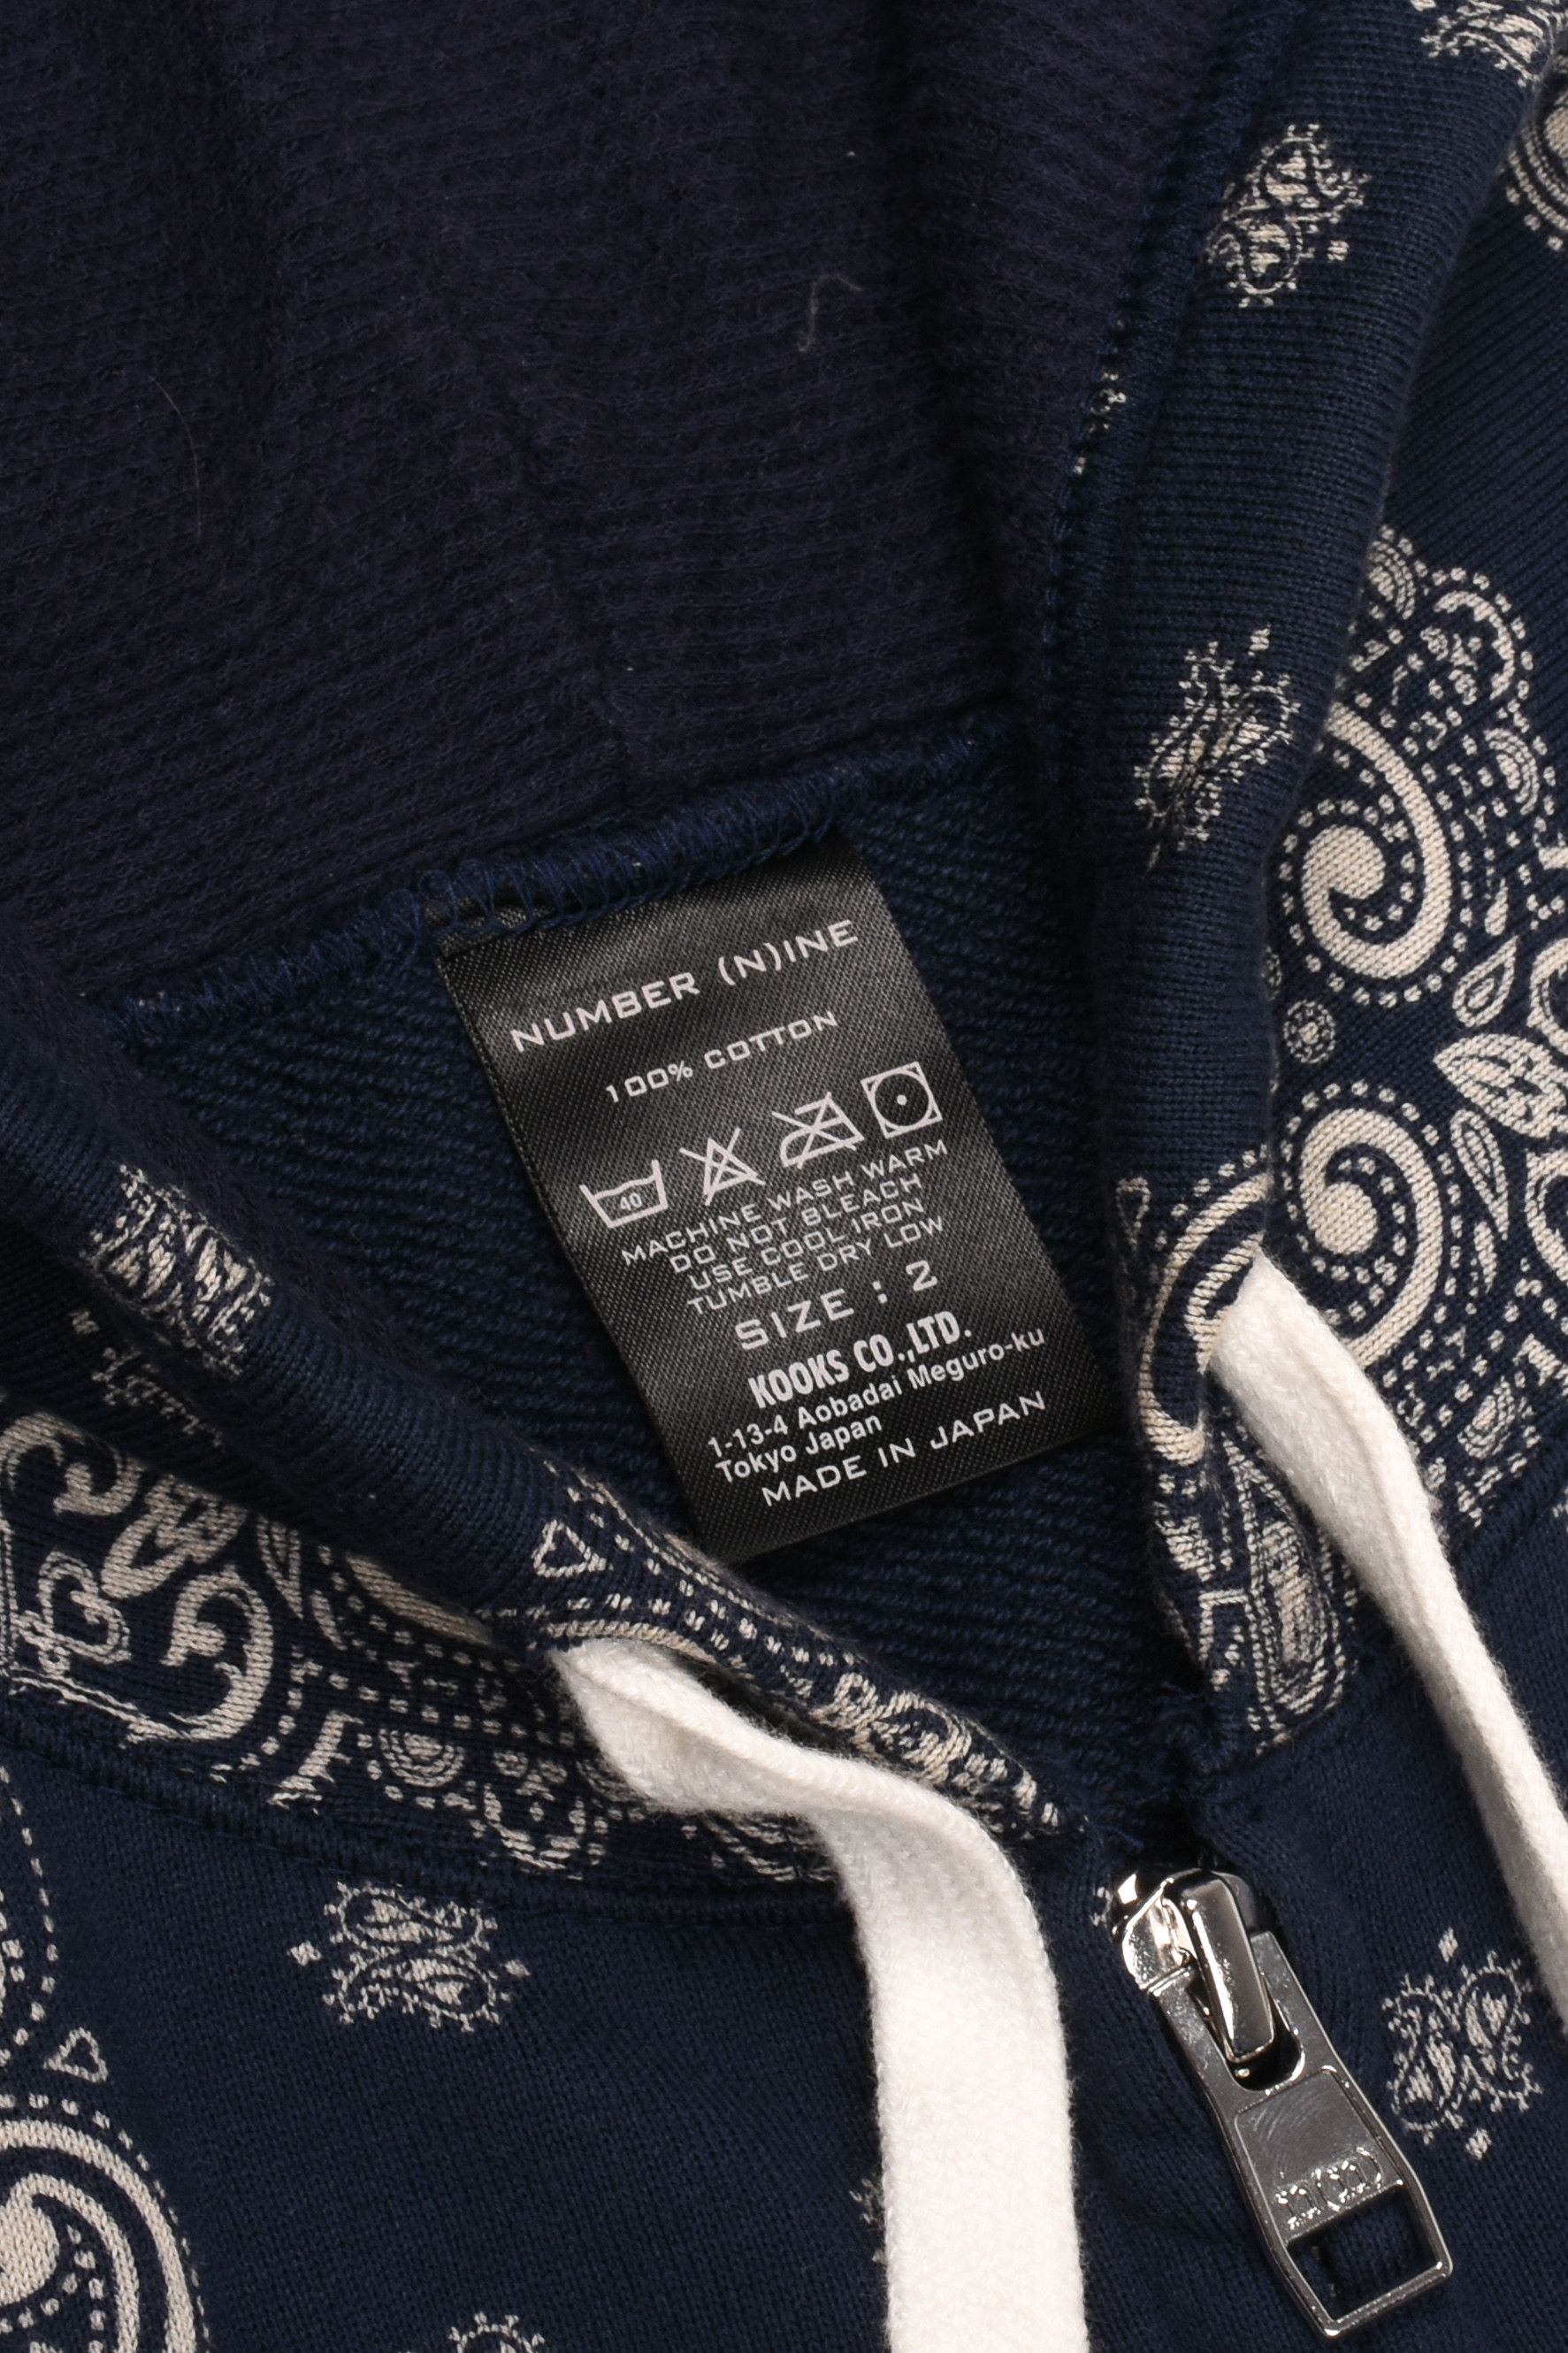 NUMBER (N)INE
100% COTTON
40
MACHINE WASH WARM
DO NOT BLEACH
USE COOL IRON
TUMBLE DRY LOW
SIZE : 2
KOOKS CO.,LTD.
1-13-4 Aobadai Meguro-ku
Tokyo Japan
MADE IN JAPAN
n(n)